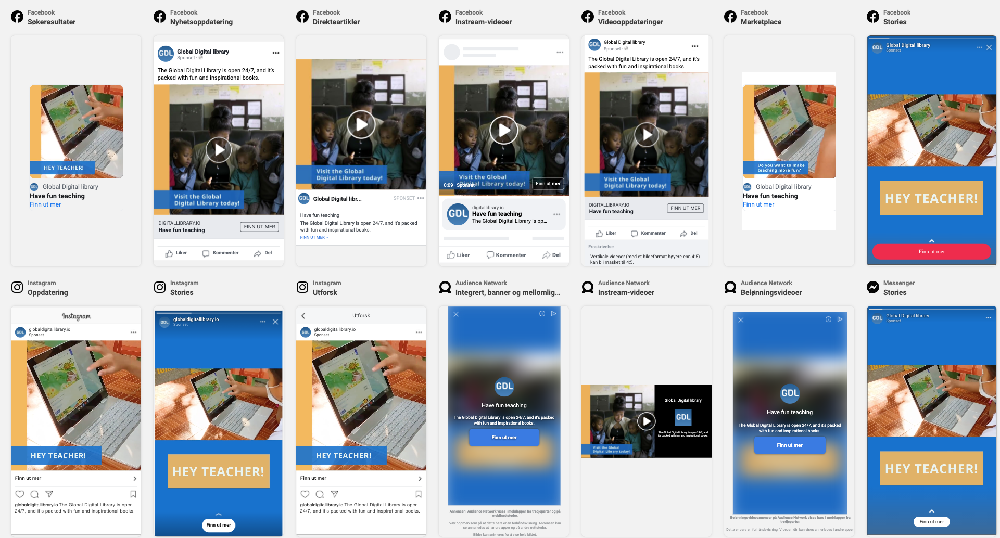 Facebook
Søkeresultater
HEY TEACHER!
GDL Global Digital library
Have fun teaching
Finn ut mer
Facebook
Nyhetsoppdatering
GDL
Global Digital library
Sponset ·
The Global Digital Library is open 24/7, and it's
packed with fun and inspirational books.
Visit the Global
Digital Library today!
DIGITALLIBRARY.IO
Have fun teaching
FINN UT MER
Liker Kommenter Del
Facebook
Direkteartikler
Visit the Global
Digital Library today!
GDL Global Digital libr... SPONSET
Have fun teaching
The Global Digital Library is open 24/7, and it's packed
with fun and inspirational books.
FINN UT MER >
Facebook
Instream-videoer
Visit the Global
Digital Library today!
0:09 · Sponset
Finn ut mer
GDL
digitallibrary.io
Have fun teaching
The Global Digital Library is op...
Liker Kommenter Del
Facebook
Videooppdateringer
GDL
Global Digital library
Sponset ·
The Global Digital Library is open 24/7, and it's
packed with fun and inspirational books.
Visit the Global
Digital Library today!
DIGITALLIBRARY.IO
Have fun teaching
FINN UT MER
Liker Kommenter Del
Fraskrivelse
Vertikale videoer (med et bildeformat høyere enn 4:5)
kan bli masket til 4:5.
Facebook
Marketplace
Do you want to make
teaching more fun?
GDL Global Digital library
Have fun teaching
Finn ut mer
Facebook
Stories
GDL
Global Digital library
Sponset
HEY TEACHER!
Finn ut mer
Instagram
Oppdatering
Instagram
GDL
globaldigitallibrary.io
Sponset
HEY TEACHER!
Finn ut mer
globaldigitallibrary.io The Global Digital Library is open
24/7, and it's packed with fun and inspirational books.
Instagram
Stories
GDL
globaldigitallibrary.io
Sponset
HEY TEACHER!
Finn ut mer
Instagram
Utforsk
Utforsk
GDL
globaldigitallibrary.io
Sponset
HEY TEACHER!
Finn ut mer
globaldigitallibrary.io The Global Digital Library is open
24/7, and it's packed with fun and inspirational books.
Audience Network
Integrert, banner og mellomlig...
GDL
Have fun teaching
The Global Digital Library is open 24/7, and it's packed
with fun and inspirational books.
Finn ut mer
Annonser i Audience Network vises i mobilapper fra tredjeparter og på
mobilnettsteder.
Vær oppmerksom på at dette bare er en forhåndsvisning. Annonsen kan
se annerledes ut i andre apper og på andre nettsteder.
Bilder kan animeres for å vise hele bildet.
Audience Network
Instream-videoer
Visit the Global
Digital Library today!
Global Digital library
GDL
The Global Digital Library is open 24/7, and
it's packed with fun and inspirational books.
Audience Network
Belønningsvideoer
GDL
Have fun teaching
The Global Digital Library is open 24/7, and it's packed
with fun and inspirational books.
Finn ut mer
Belønningsvideoannonser på Audience Network vises bare i mobilapper fra
tredjeparter.
Dette er bare en forhåndsvisning. Videoen din kan vises annerledes i andre apper.
Messenger
Stories
GDL
Global Digital library
Sponset
HEY TEACHER!
Finn ut mer